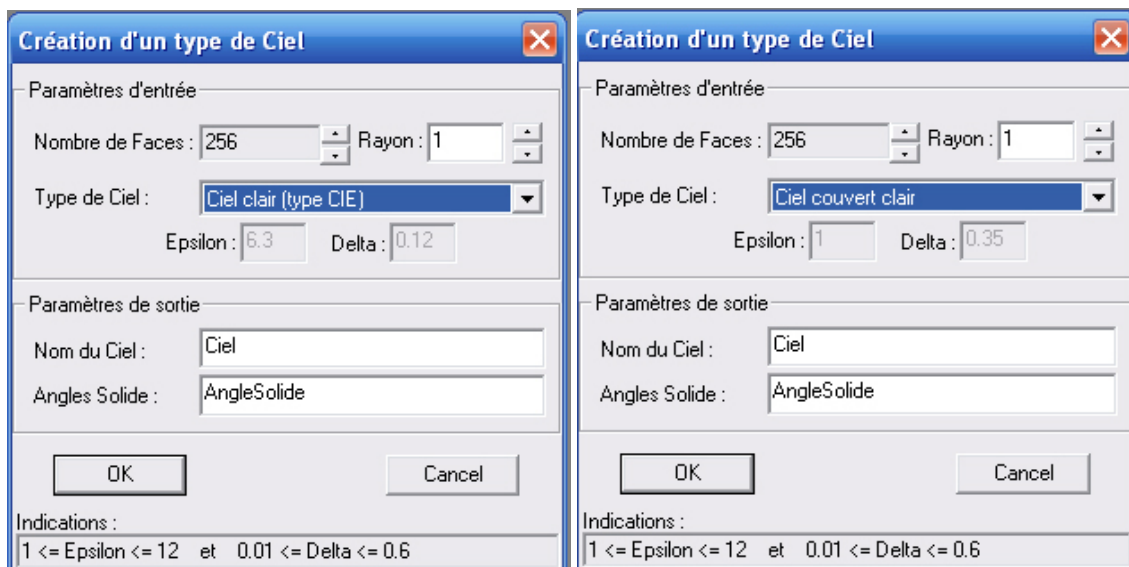 Création d'un type de Ciel
Paramètres d'entrée
Nombre de Faces : 256 Rayon : 1
Type de Ciel : Ciel clair (type CIE)
Epsilon : 6.3 Delta : 0.12
Paramètres de sortie
Nom du Ciel : Ciel
Angles Solide : AngleSolide
OK Cancel
Indications :
1 <= Epsilon <= 12 et 0.01 <= Delta <= 0.6
Création d'un type de Ciel
Paramètres d'entrée
Nombre de Faces : 256 Rayon : 1
Type de Ciel : Ciel couvert clair
Epsilon : 1 Delta : 0.35
Paramètres de sortie
Nom du Ciel : Ciel
Angles Solide : AngleSolide
OK Cancel
Indications :
1 <= Epsilon <= 12 et 0.01 <= Delta <= 0.6